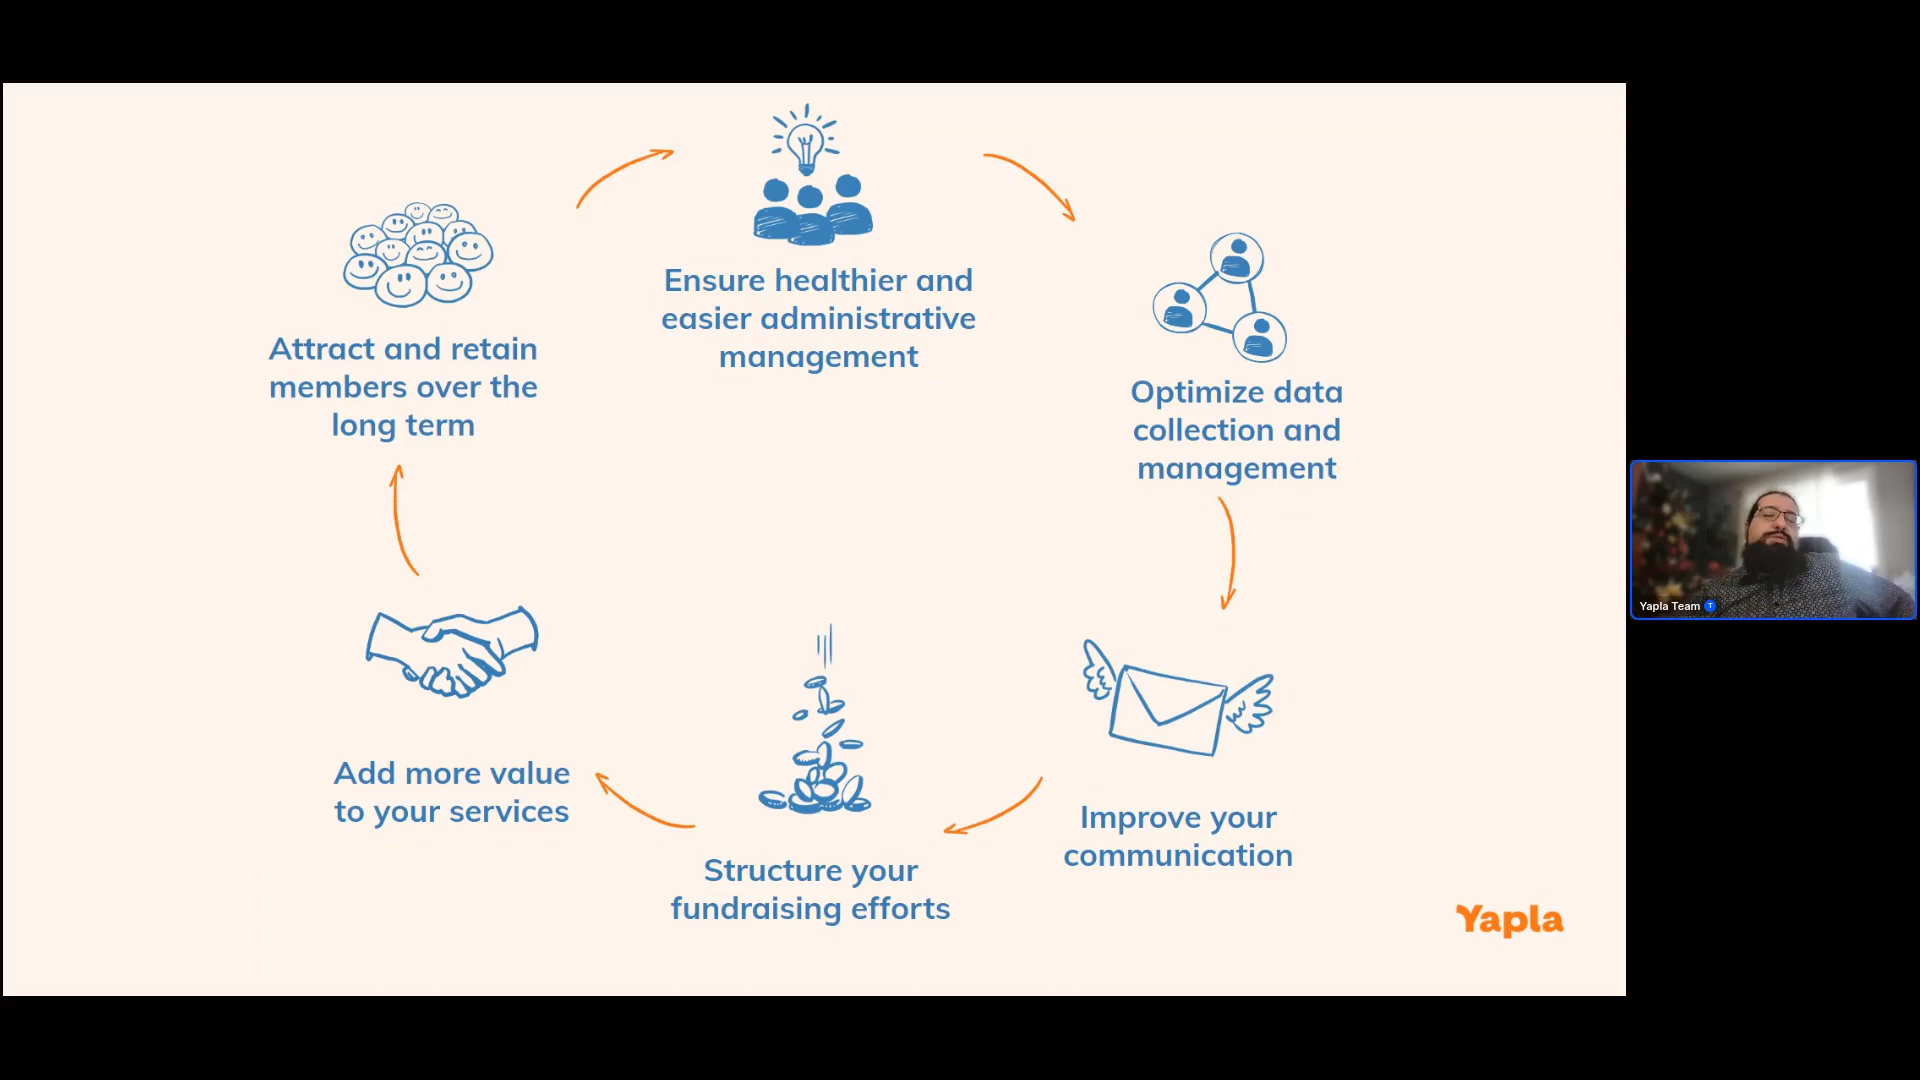 Ensure healthier and
easier administrative
management
Optimize data
collection and
management
Improve your
communication
Structure your
fundraising efforts
Add more value
to your services
Attract and retain
members over the
long term
Yapla
Yapla Team T